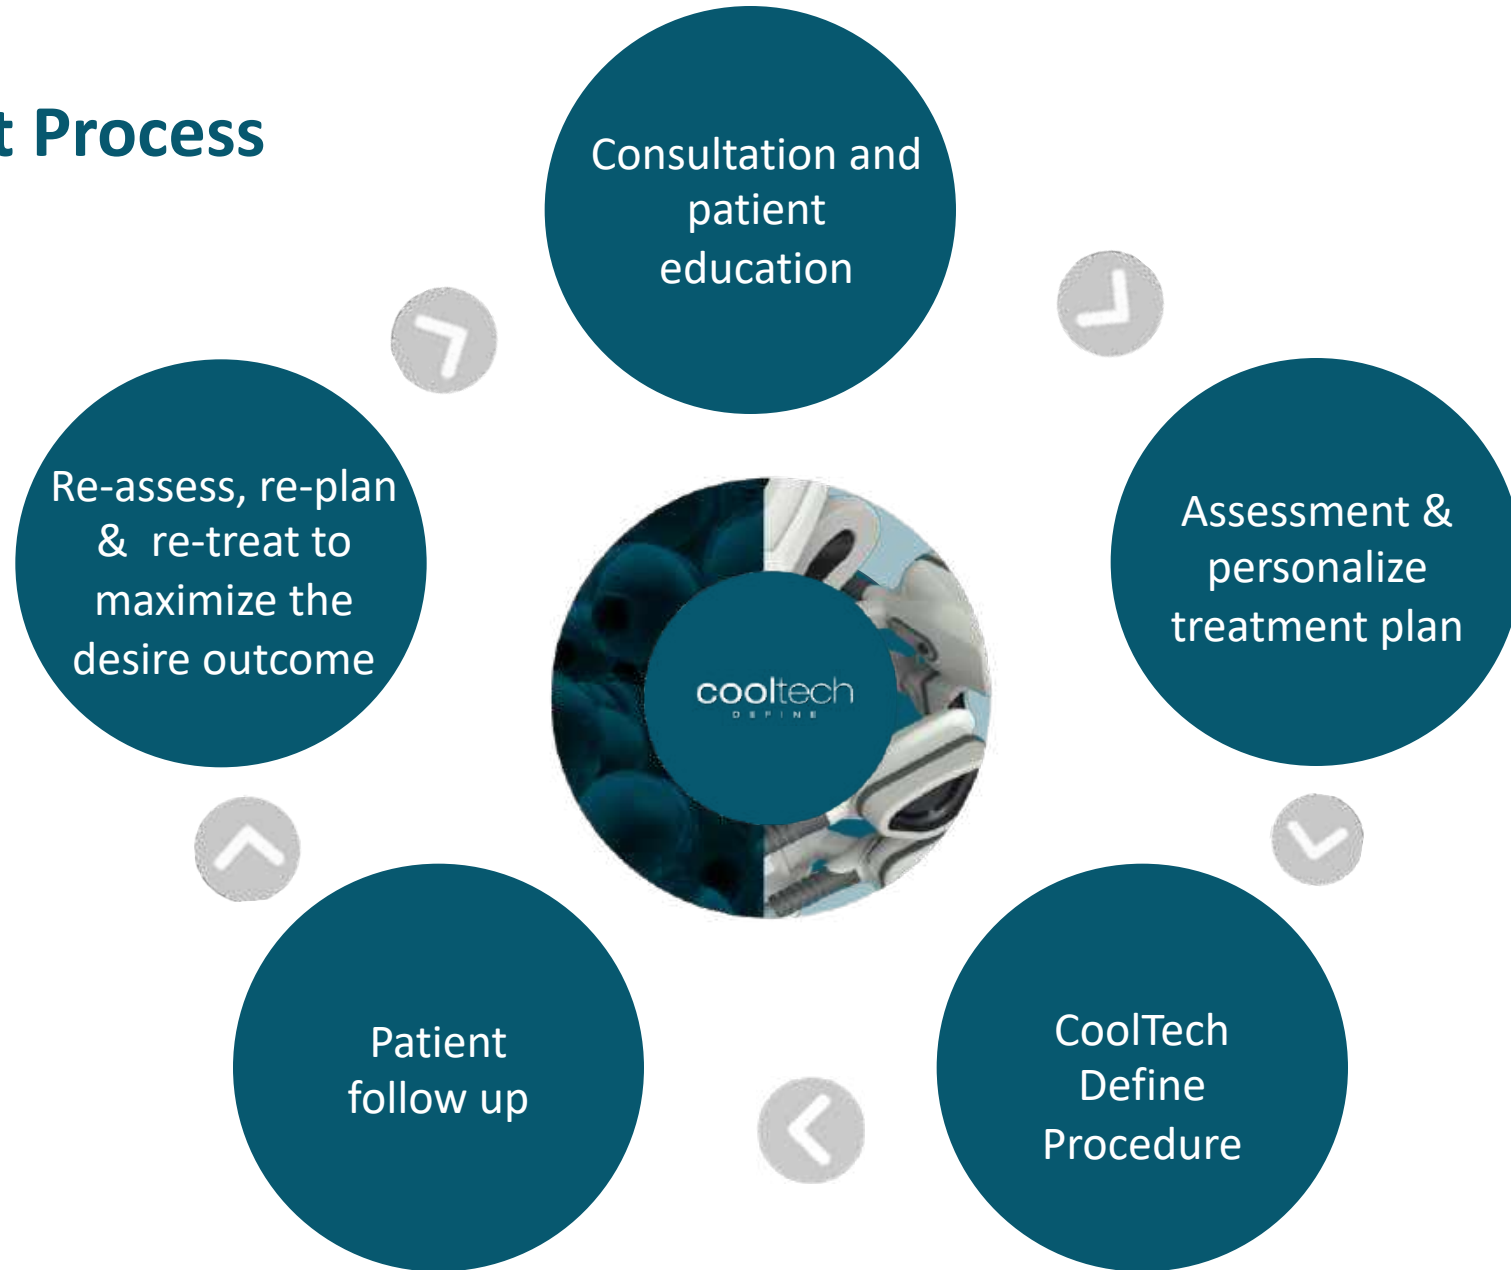 t Process
Consultation and
patient
education
Assessment &
personalize
treatment plan
CoolTech
Define
Procedure
Patient
follow up
Re-assess, re-plan
& re-treat to
maximize the
desire outcome
cooltech
DEFINE